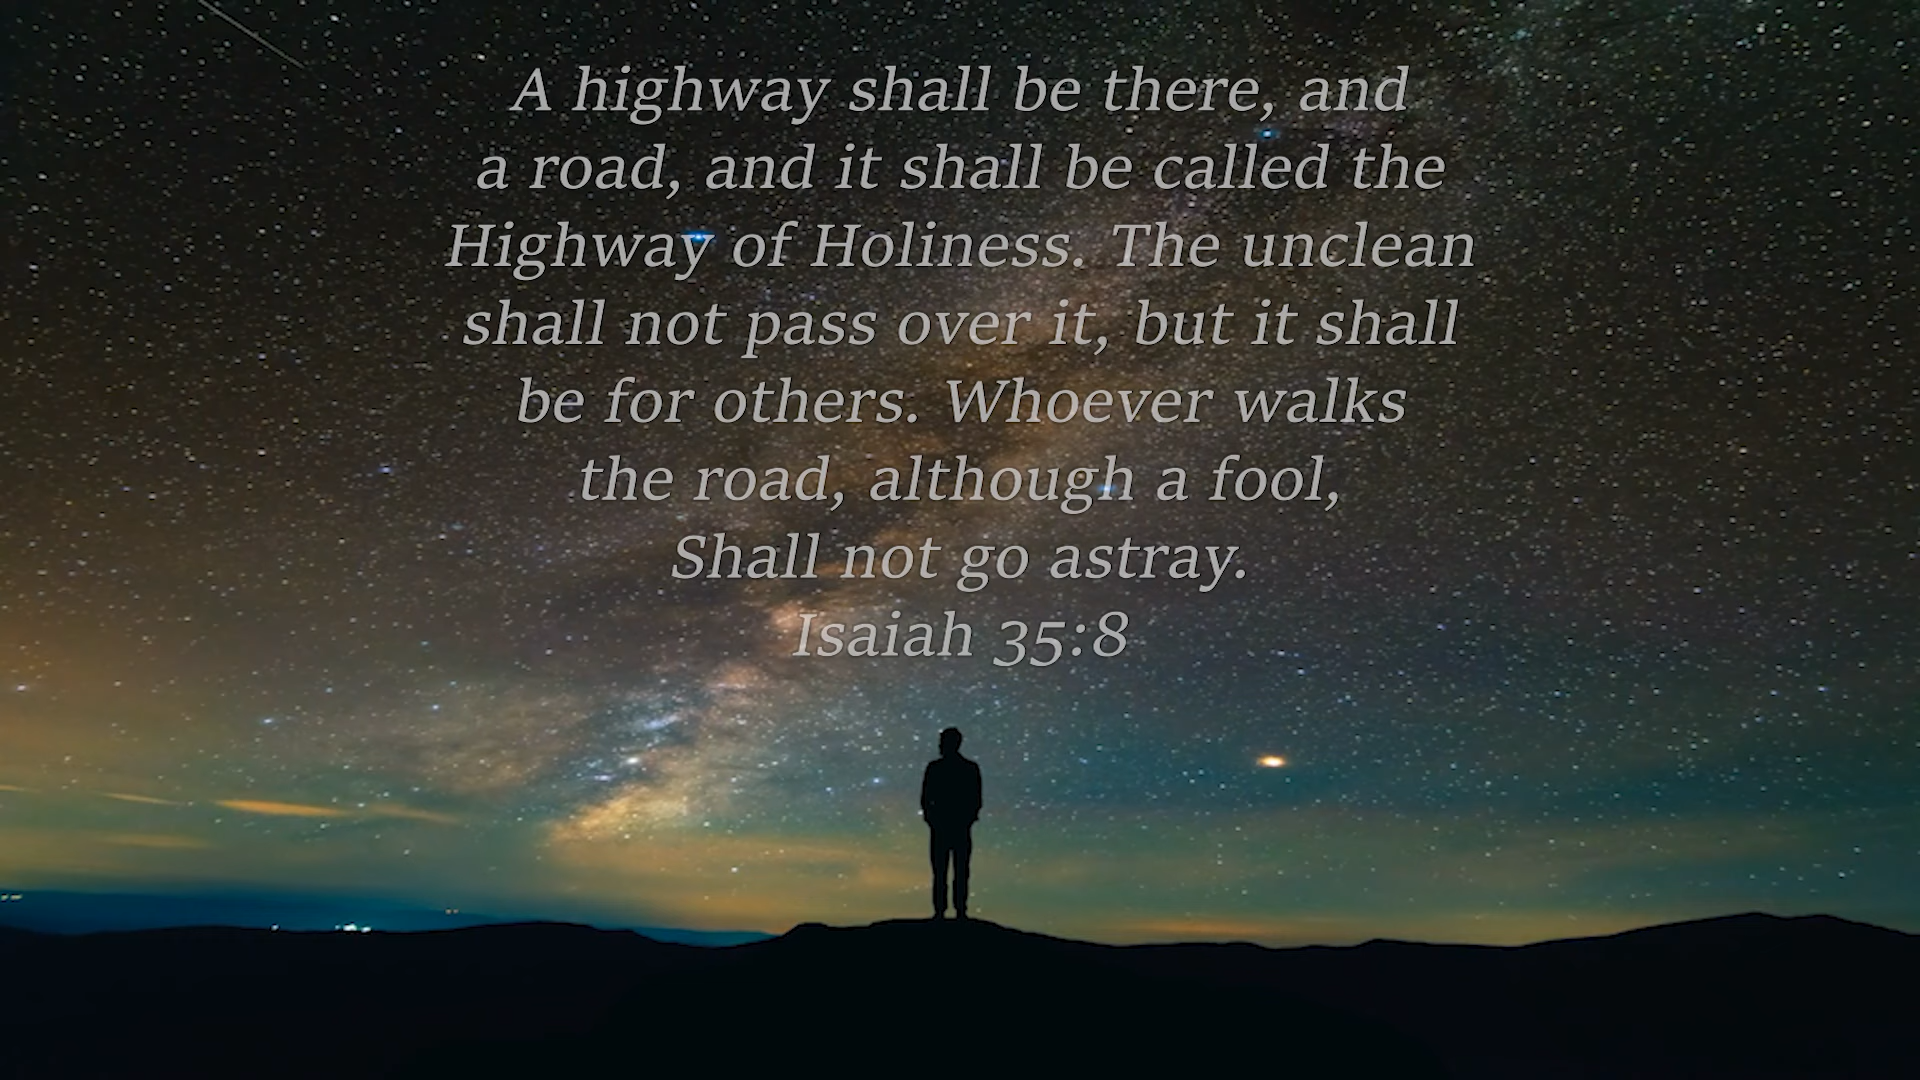 A highway shall be there, and
a road, and it shall be called the
Highway of Holiness. The unclean
shall not pass over it, but it shall
be for others. Whoever walks
the road, although a fool,
Shall not go astray.
Isaiah 35:8